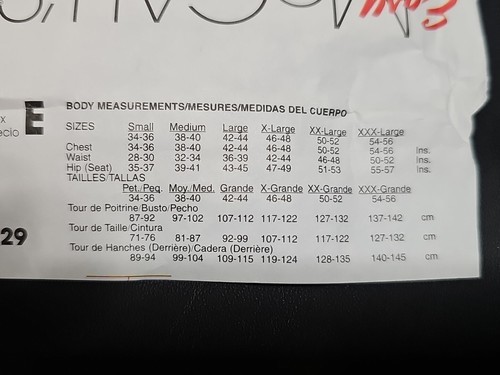 E
x
ecio
29
BODY MEASUREMENTS/MESURES/MEDIDAS DEL CUERPO
SIZES Small Medium Large X-Large XX-Large XXX-Large
34-36 38-40 42-44 46-48 50-52 54-56
Chest 34-36 38-40 42-44 46-48 50-52 54-56 Ins.
Waist 28-30 32-34 36-39 42-44 46-48 50-52 ins.
Hip (Seat) 35-37 39-41 43-45 47-49 51-53 55-57 Ins.
TAILLES/TALLAS
Pet./Peq. Moy./Med. Grande X-Grande XX-Grande XXX-Grande
34-36 38-40 42-44 46-48 50-52 54-56
Tour de Poitrine/Busto/Pecho
87-92 97-102 107-112 117-122 127-132 137-142 cm
Tour de Taille/Cintura
71-76 81-87 92-99 107-112 117-122 127-132 cm
Tour de Hanches (Derrière)/Cadera (Derrière)
89-94 99-104 109-115 119-124 128-135 140-145 cm